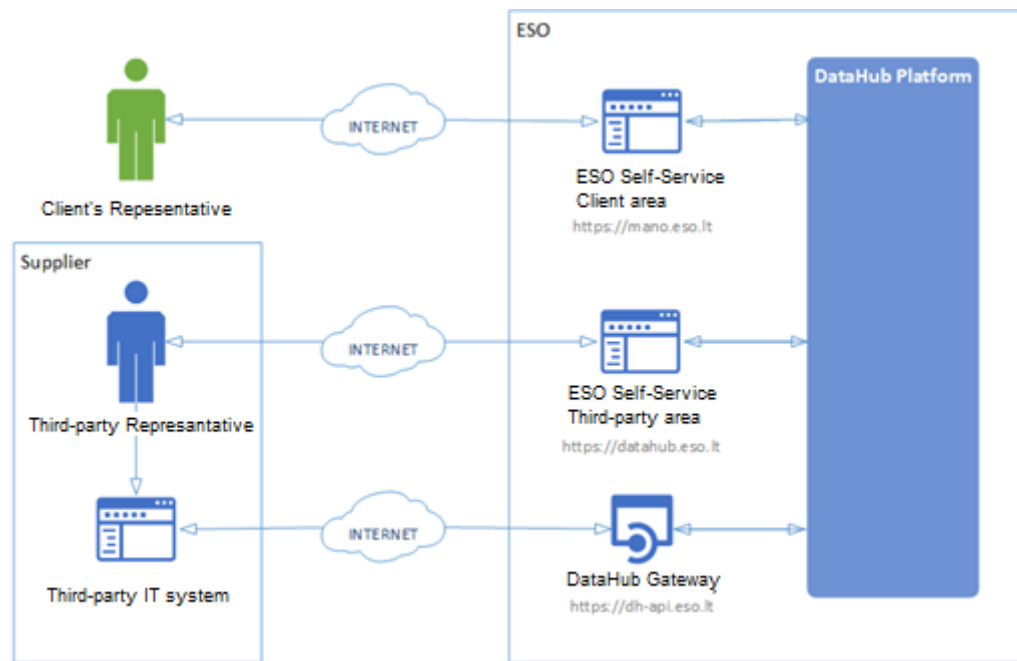 ESO
DataHub Platform
INTERNET
Client's Repesentative
ESO Self-Service
Client area
https://mano.eso.lt
Supplier
INTERNET
Third-party Represantative
ESO Self-Service
Third-party area
https://datahub.eso.lt
INTERNET
Third-party IT system
DataHub Gateway
https://dh-api.eso.lt